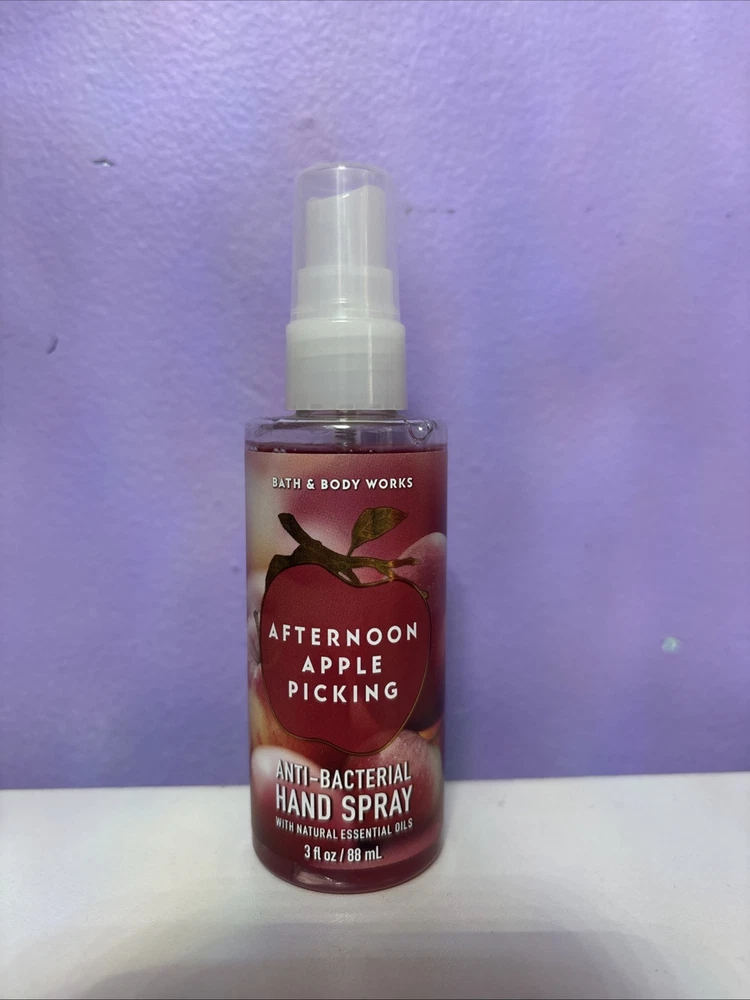 BATH & BODY WORKS
AFTERNOON
APPLE
PICKING
ANTI-BACTERIAL
HAND SPRAY
WITH NATURAL ESSENTIAL OILS
3 fl oz / 88 mL